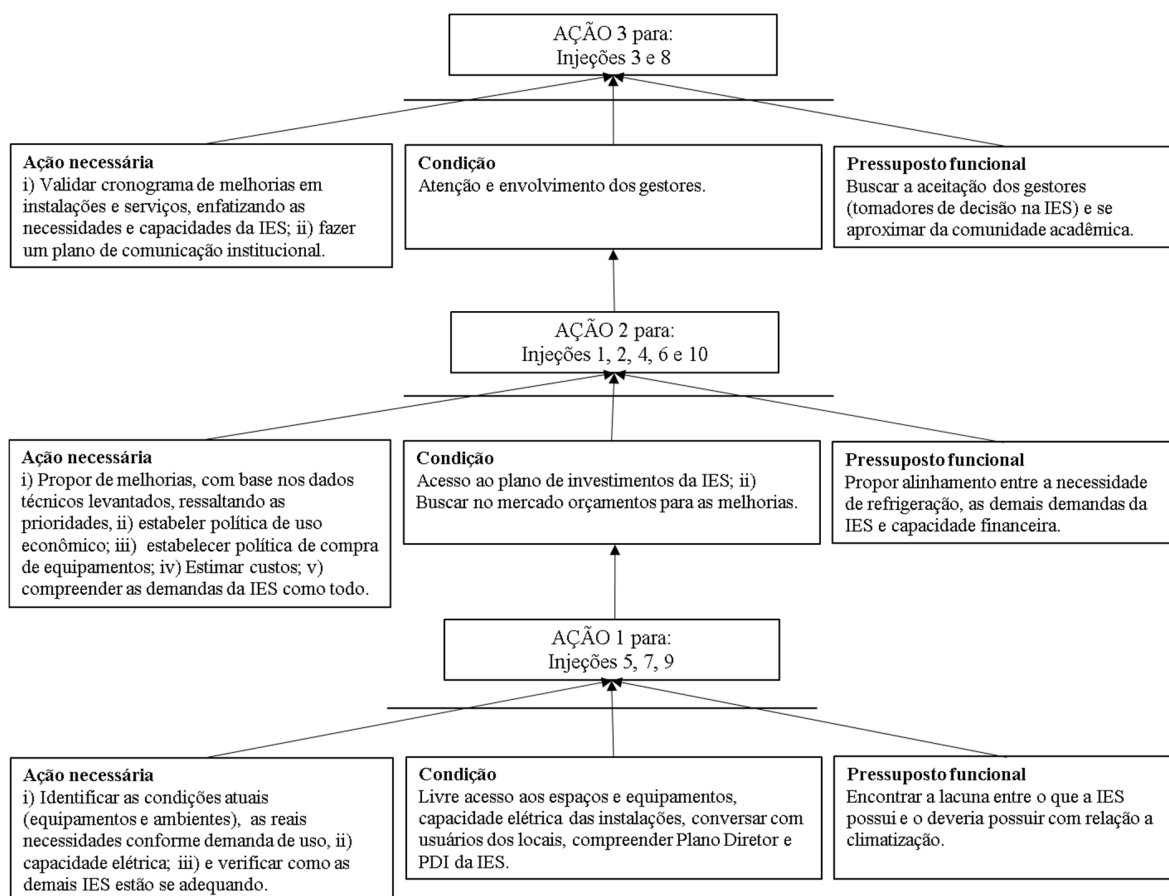 AÇÃO 3 para:
Injeções 3 e 8
Ação necessária
i) Validar cronograma de melhorias em
instalações e serviços, enfatizando as
necessidades e capacidades da IES; ii) fazer
um plano de comunicação institucional.
Condição
Atenção e envolvimento dos gestores.
Pressuposto funcional
Buscar a aceitação dos gestores
(tomadores de decisão na IES) e se
aproximar da comunidade acadêmica.
AÇÃO 2 para:
Injeções 1, 2, 4, 6 e 10
Ação necessária
i) Propor de melhorias, com base nos dados
técnicos levantados, ressaltando as
prioridades, ii) estabeler política de uso
econômico; iii) estabelecer política de compra
de equipamentos; iv) Estimar custos; v)
compreender as demandas da IES como todo.
Condição
Acesso ao plano de investimentos da IES; ii)
Buscar no mercado orçamentos para as melhorias.
Pressuposto funcional
Propor alinhamento entre a necessidade
de refrigeração, as demais demandas da
IES e capacidade financeira.
AÇÃO 1 para:
Injeções 5, 7, 9
Ação necessária
i) Identificar as condições atuais
(equipamentos e ambientes), as reais
necessidades conforme demanda de uso, ii)
capacidade elétrica; iii) e verificar como as
demais IES estão se adequando.
Condição
Livre acesso aos espaços e equipamentos,
capacidade elétrica das instalações, conversar com
usuários dos locais, compreender Plano Diretor e
PDI da IES.
Pressuposto funcional
Encontrar a lacuna entre o que a IES
possui e o deveria possuir com relação a
climatização.